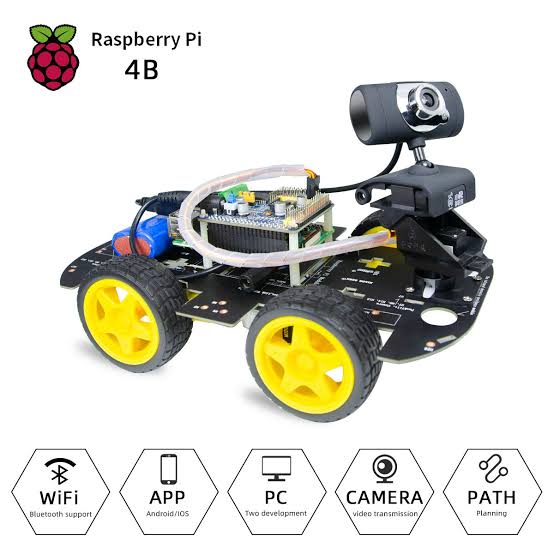 Raspberry Pi
4B
WiFi
Bluetooth support
APP
Android/IOS
PC
Two development
CAMERA
video transmission
PATH
Planning